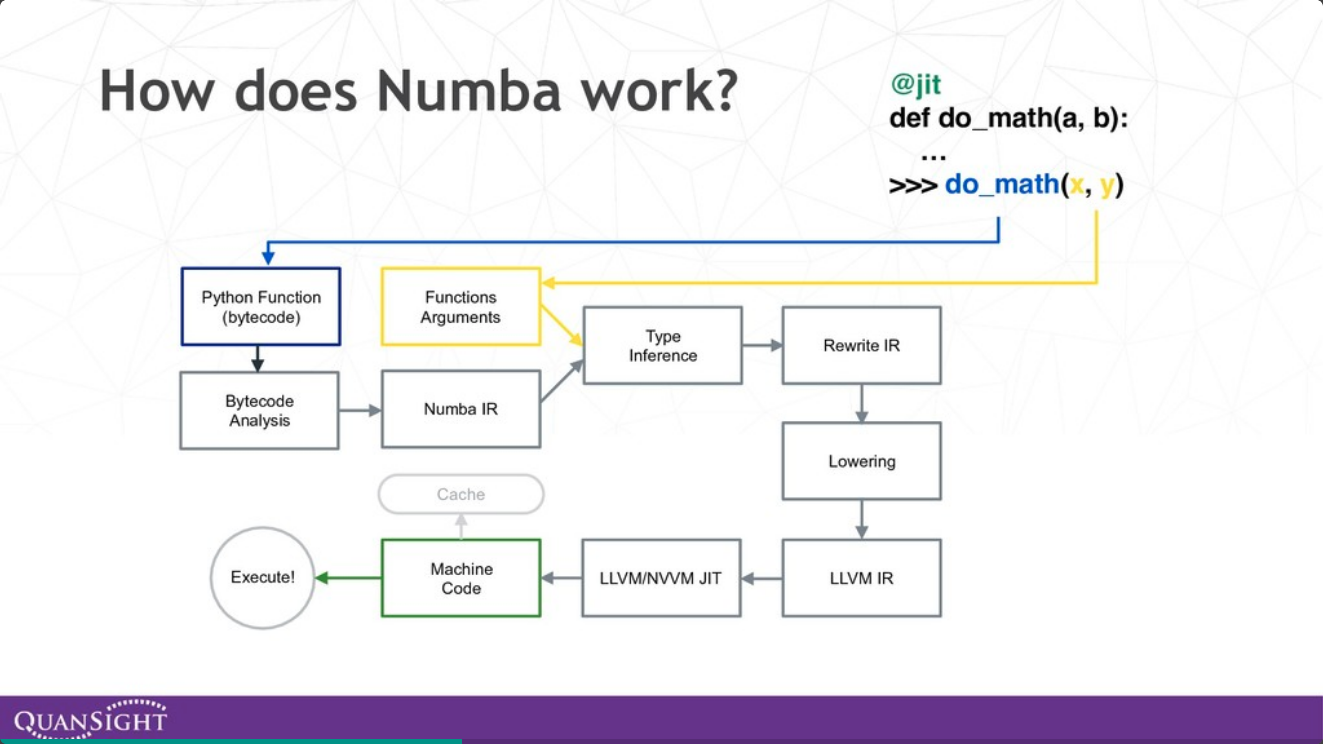 How does Numba work?
@jit
def do_math(a, b):
...
>>> do_math(x, y)
Python Function
(bytecode)
Functions
Arguments
Type
Inference
Rewrite IR
Bytecode
Analysis
Numba IR
Lowering
Cache
Execute!
Machine
Code
LLVM/NVVM JIT
LLVM IR
QUANSIGHT